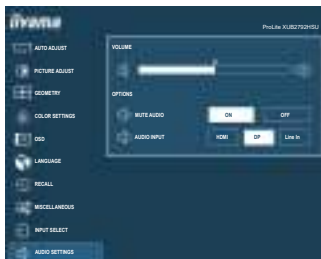 iiyama
ProLite XUB2792HSU
AUTO ADJUST
PICTURE ADJUST
GEOMETRY
COLOR SETTINGS
OSD
LANGUAGE
RECALL
MISCELLANEOUS
INPUT SELECT
AUDIO SETTINGS
VOLUME
OPTIONS
MUTE AUDIO
ON
OFF
AUDIO INPUT
HDMI
DP
Line In